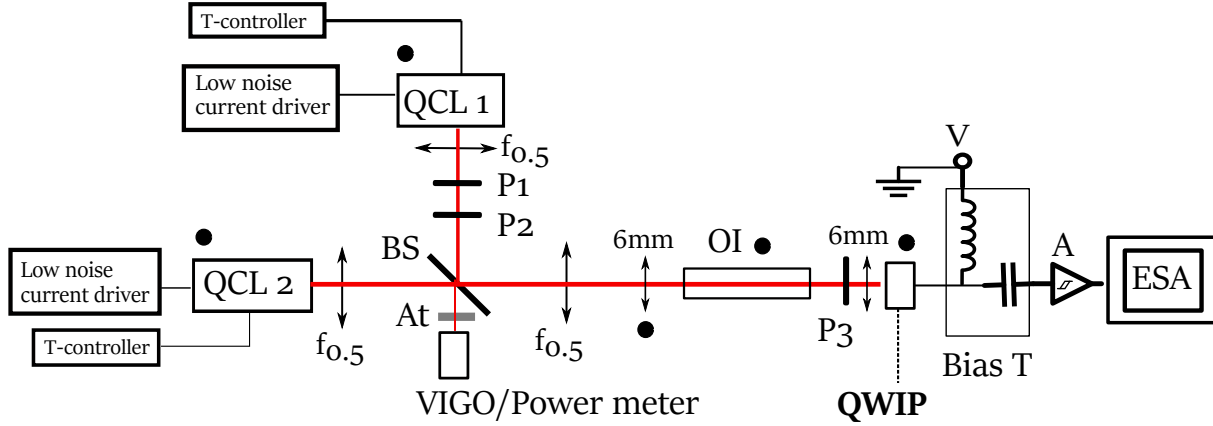 T-controller
Low noise
current driver
QCL 1
f0.5
P1
P2
V
BS
6mm
OI
6mm
A
Low noise
current driver
QCL 2
At
ESA
T-controller
f0.5
f0.5
P3
Bias T
VIGO/Power meter
QWIP